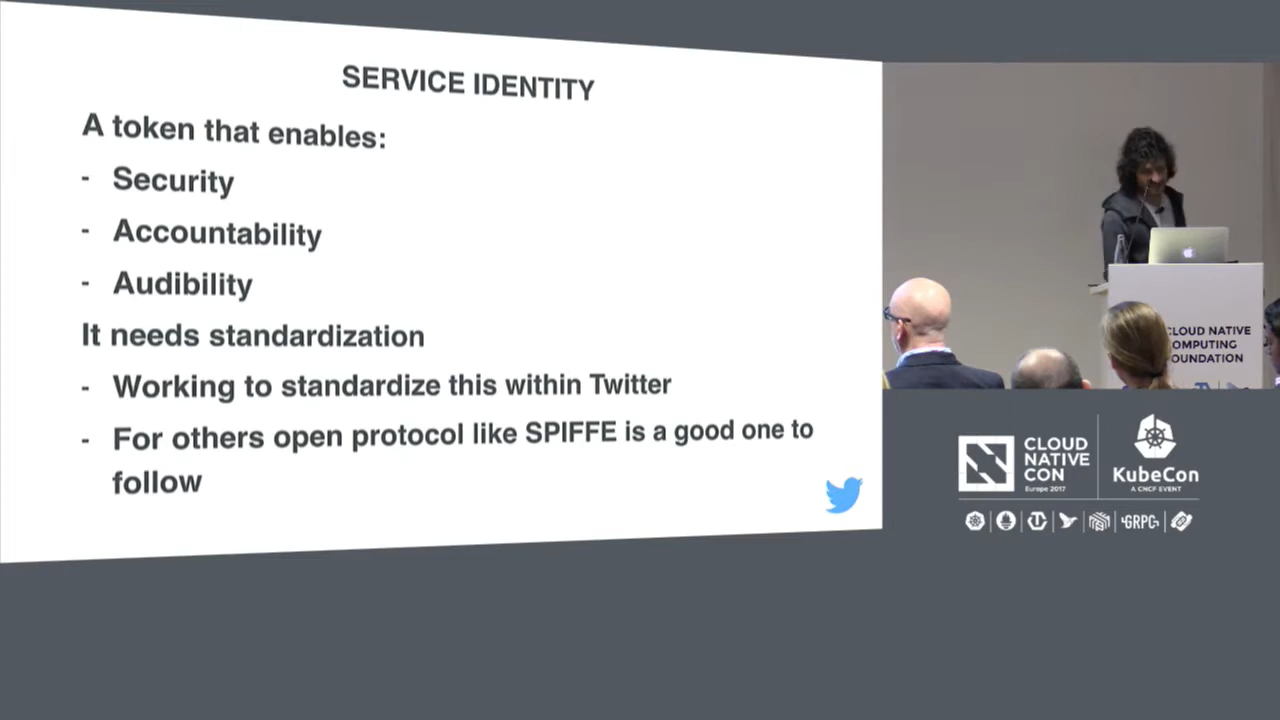 SERVICE IDENTITY
A token that enables:
- Security
- Accountability
- Audibility
It needs standardization
- Working to standardize this within Twitter
- For others open protocol like SPIFFE is a good one to
follow
CLOUD NATIVE
COMPUTING
FOUNDATION
CLOUD
NATIVE
CON
Europe 2017
KubeCon
A CNCF EVENT
GRPC